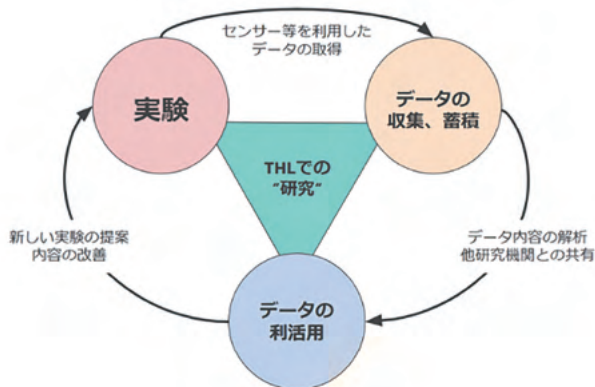 センサー等を利用した
データの取得
実験
データの
収集、蓄積
THLでの
“研究”
新しい実験の提案
内容の改善
データ内容の解析
他研究機関との共有
データの
利活用